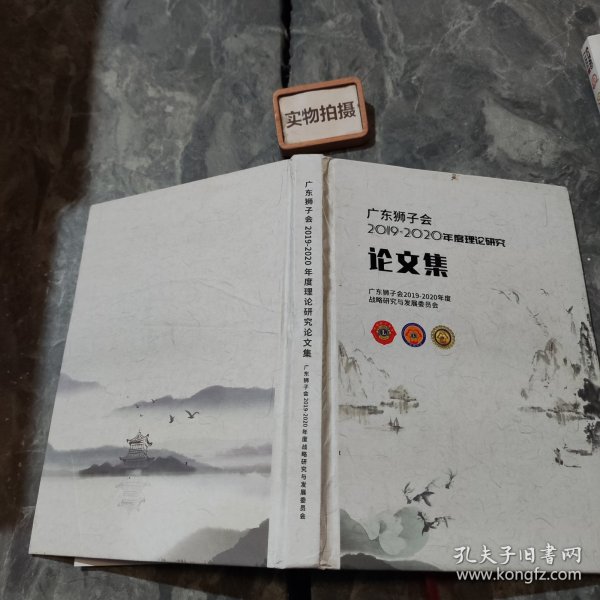 实物拍摄
广东狮子会
2019-2020年度理论研究
论文集
广东狮子会2019-2020年度
战略研究与发展委员会
广东狮子会2019-2020年度理论研究论文集
广东狮子会2019-2020年度战略研究与发展委员会
孔夫子旧书网
www.kongfz.com